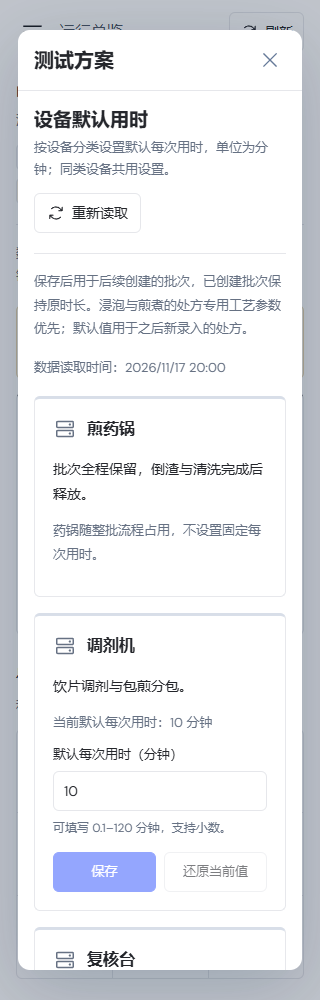 运行总览
刷新
测试方案
设备默认用时
按设备分类设置默认每次用时，单位为分
钟；同类设备共用设置。
重新读取
保存后用于后续创建的批次，已创建批次保
持原时长。浸泡与煎煮的处方专用工艺参数
优先；默认值用于之后新录入的处方。
数据读取时间：2026/11/17 20:00
煎药锅
批次全程保留，倒渣与清洗完成后
释放。
药锅随整批流程占用，不设置固定每
次用时。
调剂机
饮片调剂与包煎分包。
当前默认每次用时：10 分钟
默认每次用时（分钟）
10
可填写 0.1–120 分钟，支持小数。
保存
还原当前值
复核台